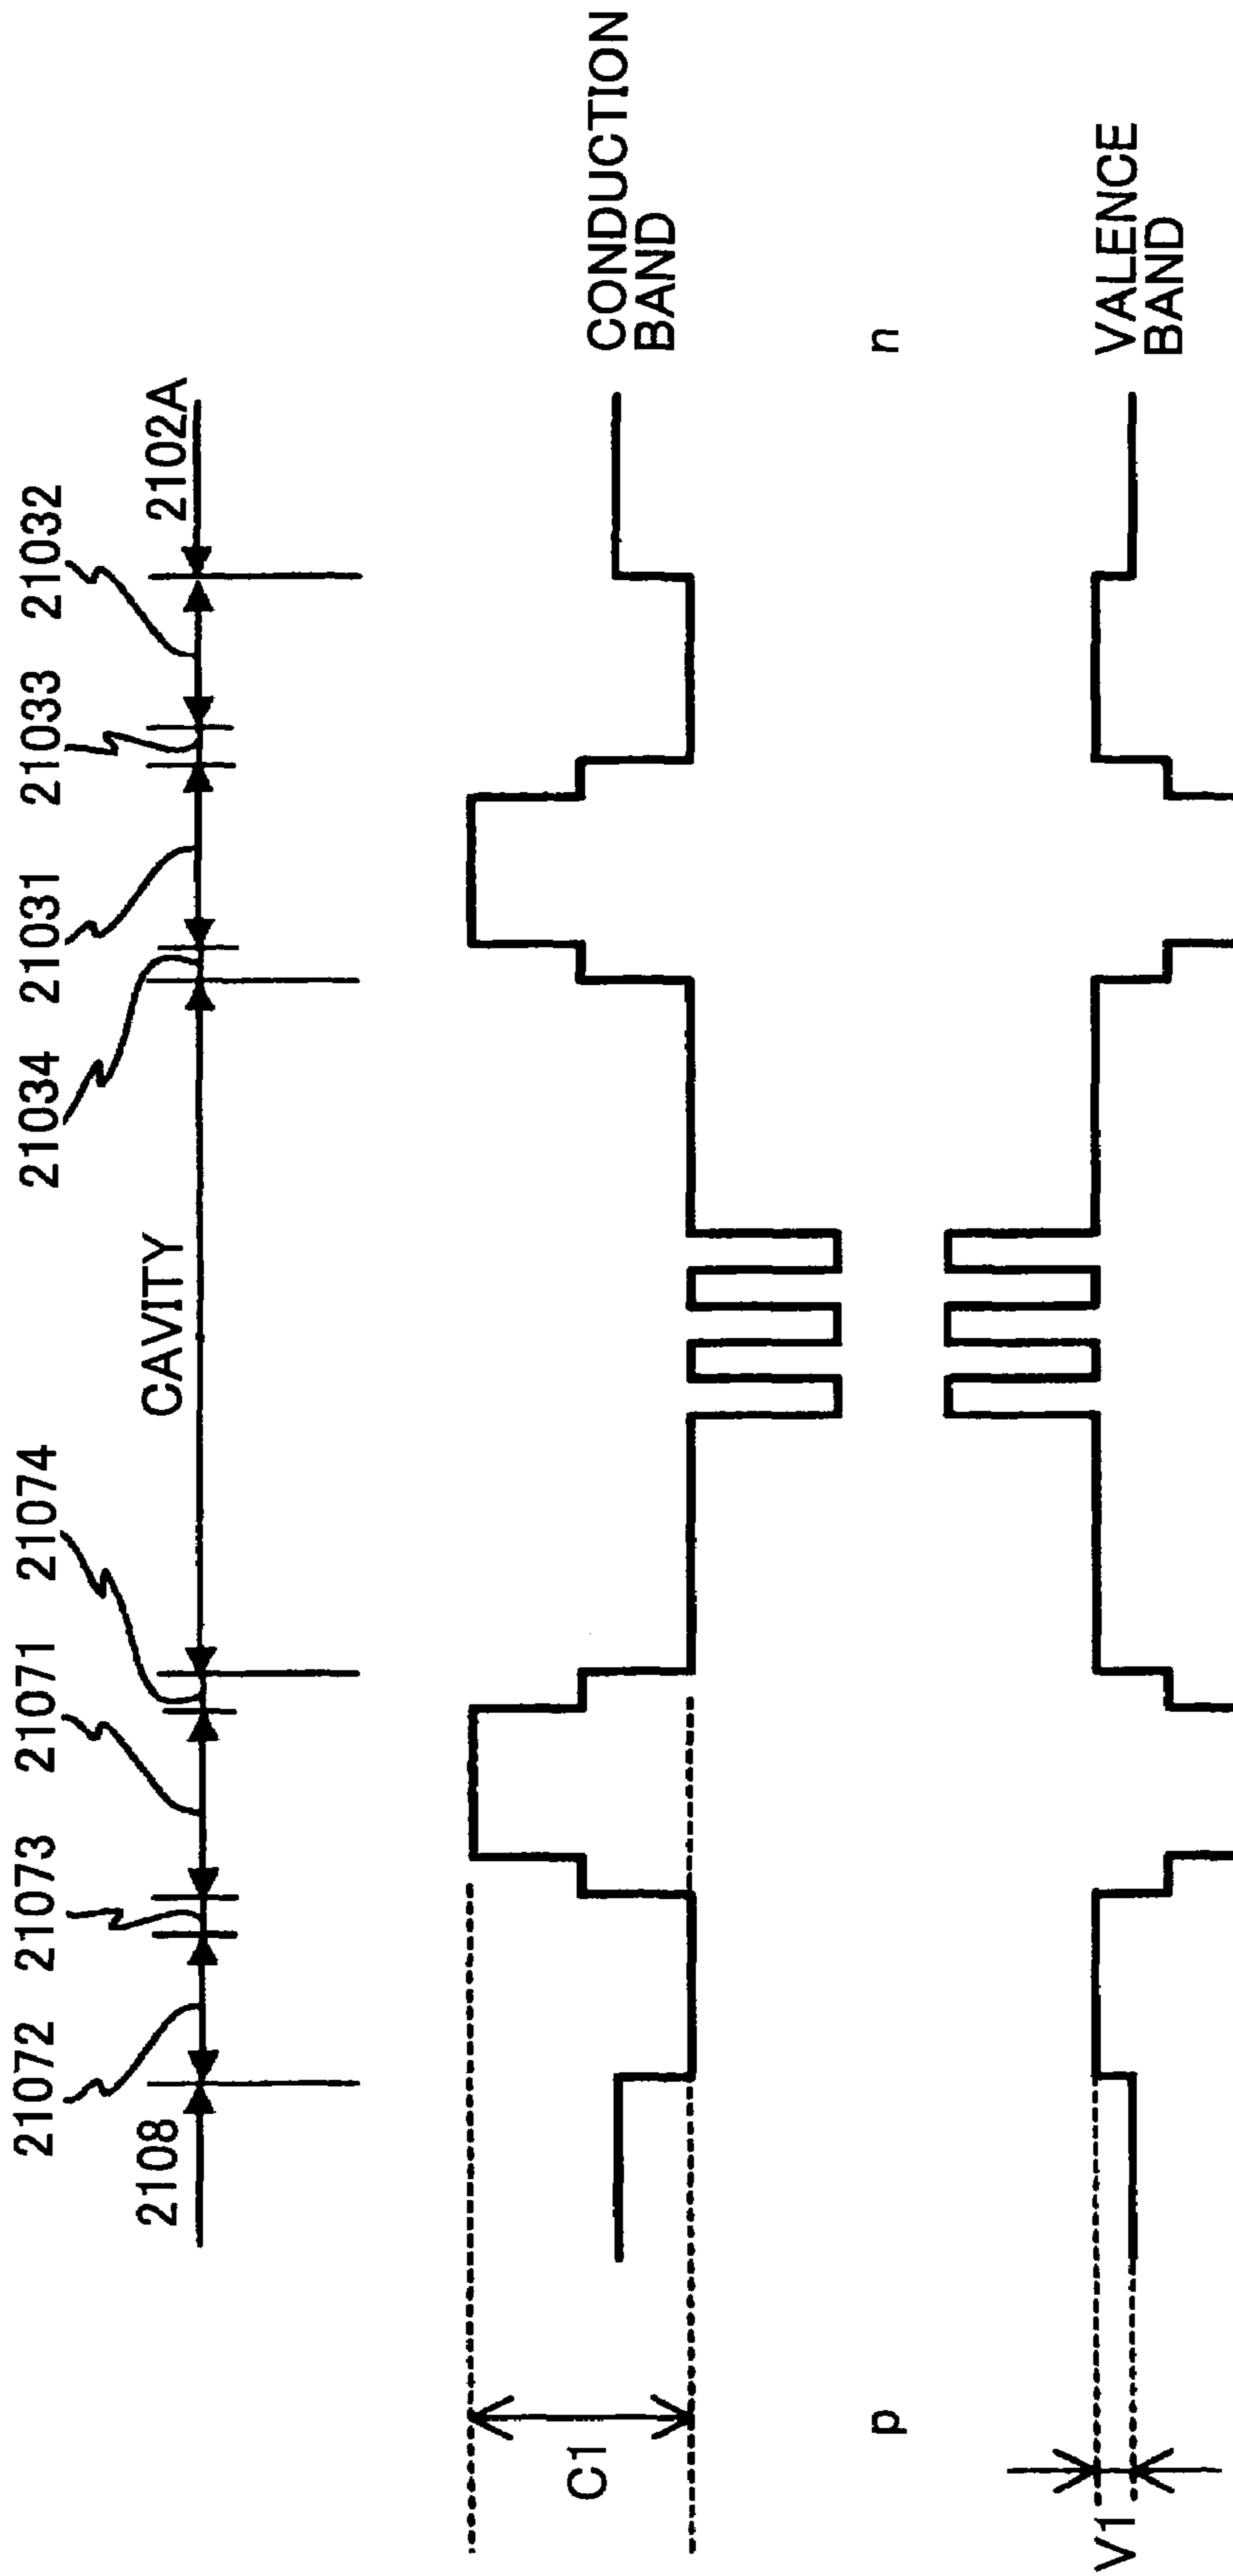 21072 21073 21071 21074 21034 21031 21033 21032
2108 CAVITY 2102A
C1
CONDUCTION
BAND
p n
V1
VALENCE
BAND